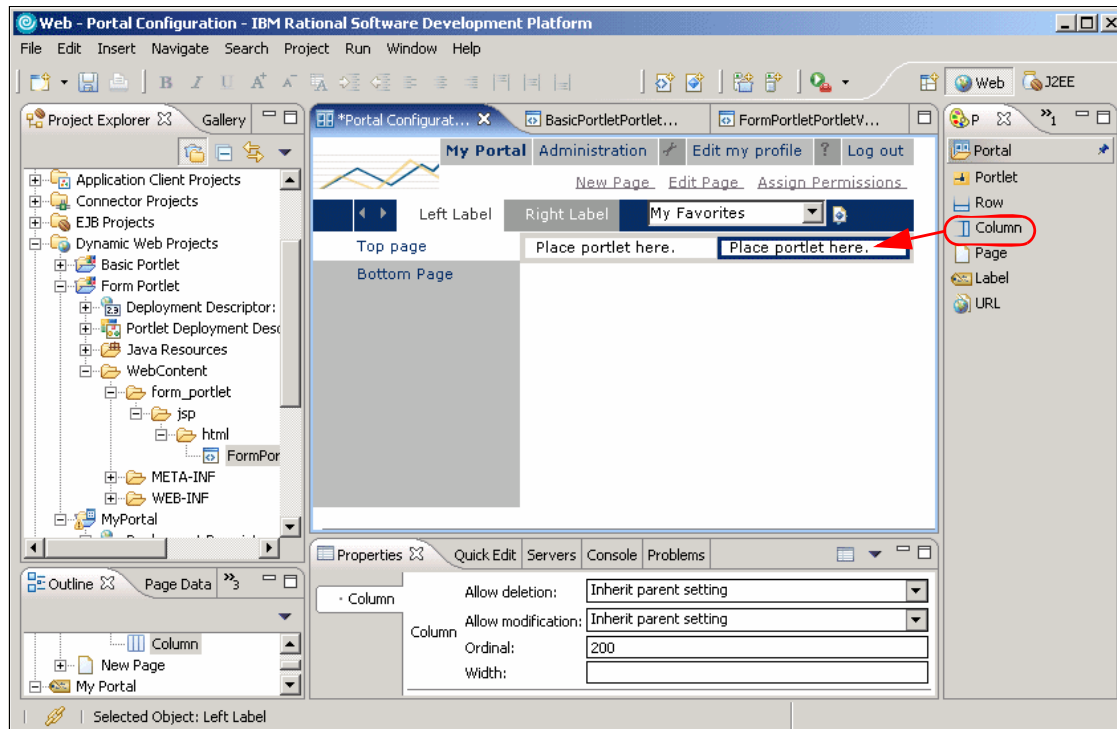 Web - Portal Configuration - IBM Rational Software Development Platform
File Edit Insert Navigate Search Project Run Window Help
B I U A A
Web J2EE
Project Explorer Gallery
*Portal Configurat... BasicPortletPortlet... FormPortletPortletV...
P »1
Application Client Projects
Connector Projects
EJB Projects
Dynamic Web Projects
Basic Portlet
Form Portlet
Deployment Descriptor:
Portlet Deployment Desc
Java Resources
WebContent
form_portlet
jsp
html
FormPor
META-INF
WEB-INF
MyPortal
My Portal Administration Edit my profile ? Log out
New Page Edit Page Assign Permissions
Left Label Right Label My Favorites
Top page Place portlet here. Place portlet here.
Bottom Page
Portal
Portlet
Row
Column
Page
Label
URL
Outline Page Data »3
Column
New Page
My Portal
Properties Quick Edit Servers Console Problems
Column
Column
Allow deletion: Inherit parent setting
Allow modification: Inherit parent setting
Ordinal: 200
Width:
Selected Object: Left Label